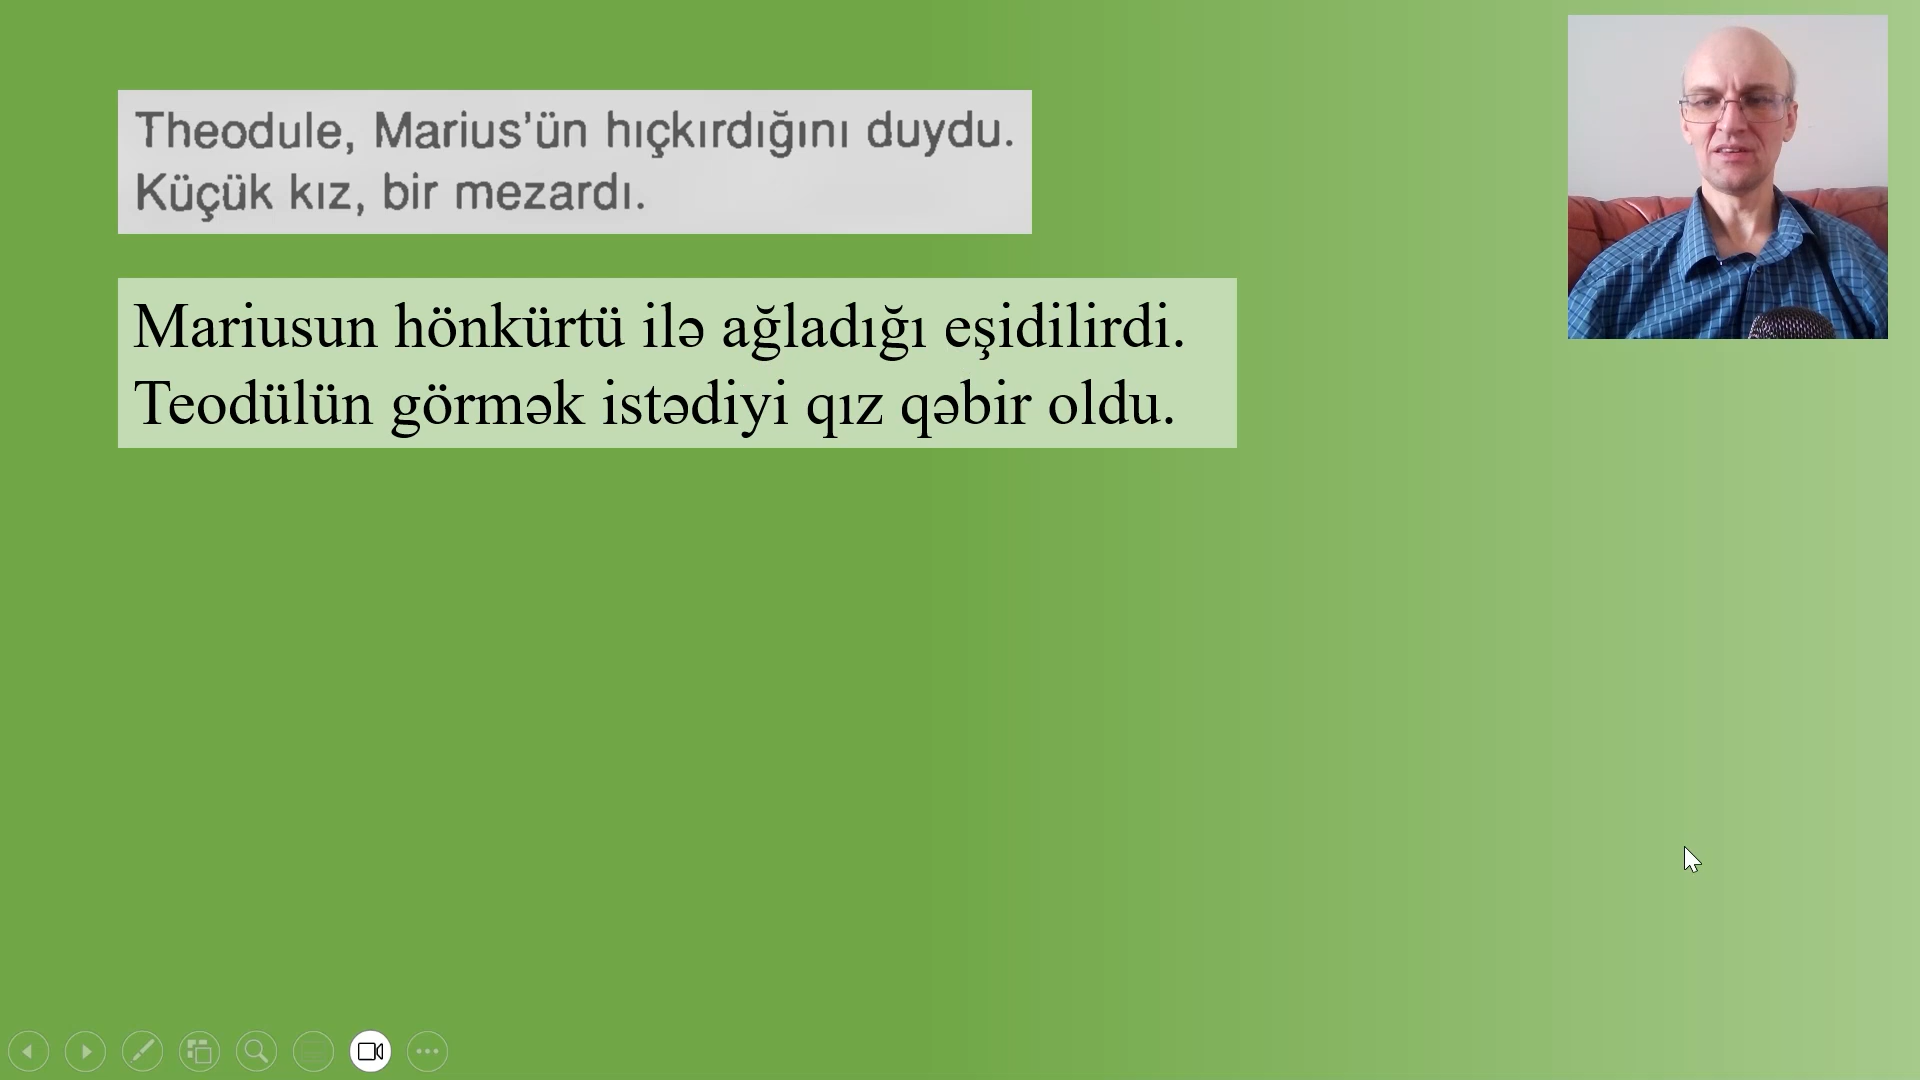 Theodule, Marius'ün hıçkırdığını duydu.
Küçük kız, bir mezardı.
Mariusun hönkürtü ilə ağladığı eşidilirdi.
Teodülün görmək istədiyi qız qəbir oldu.